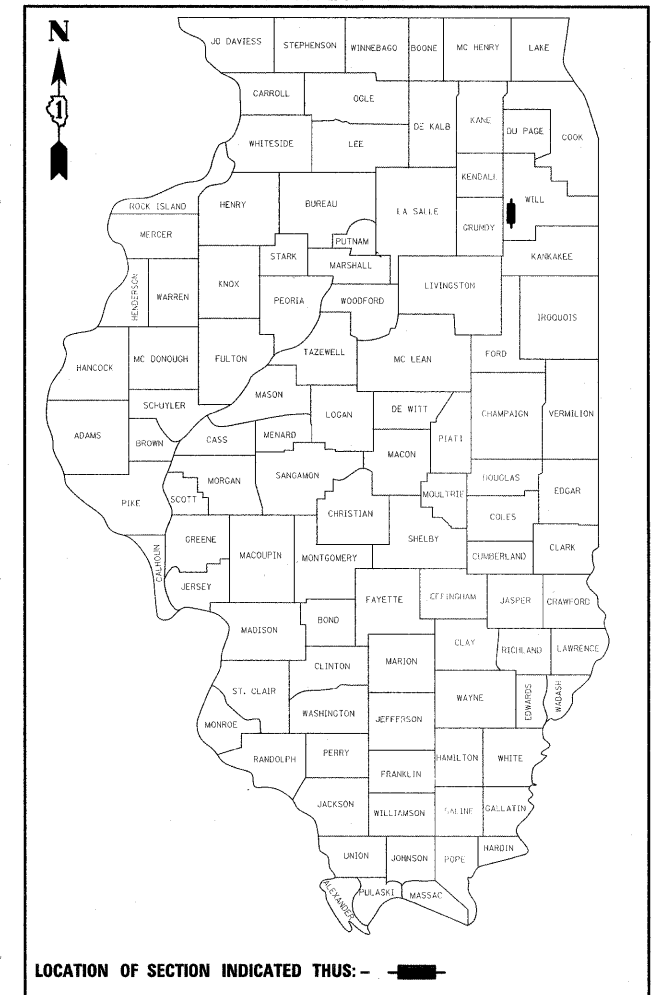 N
1
JO DAVIESS
STEPHENSON
WINNEBAGO
BOONE
MC HENRY
LAKE
CARROLL
OGLE
DE KALB
KANE
DU PAGE
COOK
WHITESIDE
LEE
KENDALL
WILL
ROCK ISLAND
HENRY
BUREAU
LA SALLE
GRUNDY
MERCER
PUTNAM
STARK
MARSHALL
KANKAKEE
HENDERSON
WARREN
KNOX
PEORIA
WOODFORD
LIVINGSTON
IROQUOIS
HANCOCK
MC DONOUGH
FULTON
TAZEWELL
MC LEAN
FORD
SCHUYLER
MASON
LOGAN
DE WITT
CHAMPAIGN
VERMILION
ADAMS
BROWN
CASS
MENARD
MACON
PIATT
PIKE
SCOTT
MORGAN
SANGAMON
CHRISTIAN
MOULTRIE
DOUGLAS
EDGAR
COLES
CALHOUN
GREENE
MACOUPIN
MONTGOMERY
SHELBY
CUMBERLAND
CLARK
JERSEY
FAYETTE
EFFINGHAM
JASPER
CRAWFORD
MADISON
BOND
CLAY
RICHLAND
LAWRENCE
CLINTON
MARION
ST. CLAIR
WAYNE
EDWARDS
WABASH
WASHINGTON
JEFFERSON
MONROE
RANDOLPH
PERRY
HAMILTON
WHITE
FRANKLIN
JACKSON
WILLIAMSON
SALINE
GALLATIN
UNION
JOHNSON
POPE
HARDIN
ALEXANDER
PULASKI
MASSAC
LOCATION OF SECTION INDICATED THUS: -